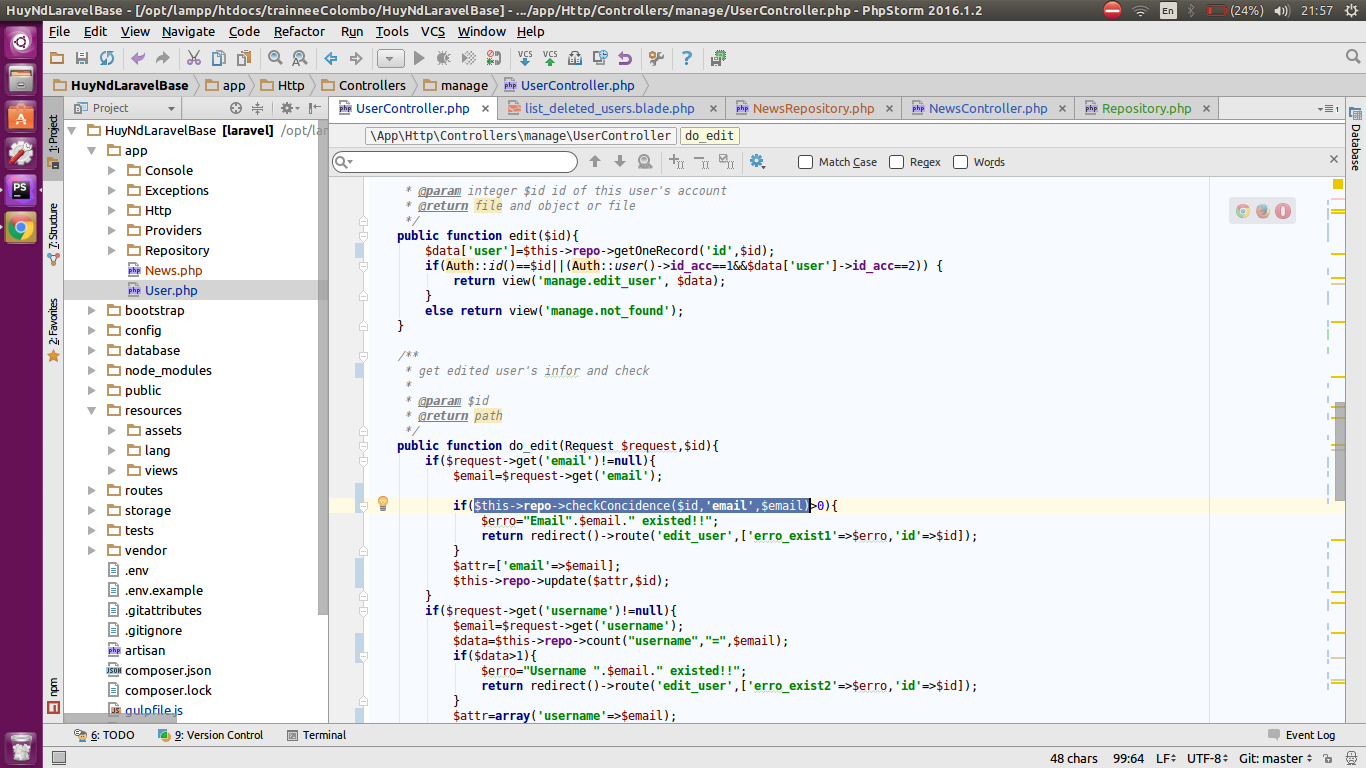 HuyNdLaravelBase - [/opt/lampp/htdocs/trainneeColombo/HuyNdLaravelBase] - .../app/Http/Controllers/manage/UserController.php - PhpStorm 2016.1.2
En (24%) 21:57
File Edit View Navigate Code Refactor Run Tools VCS Window Help
VCS VCS
HuyNdLaravelBase app Http Controllers manage UserController.php
Project UserController.php list_deleted_users.blade.php NewsRepository.php NewsController.php Repository.php
\App\Http\Controllers\manage\UserController do_edit
Match Case Regex Words
1: Project
7: Structure
2: Favorites
npm
Database
HuyNdLaravelBase [laravel] /opt/lar
app
Console
Exceptions
Http
Providers
Repository
News.php
User.php
bootstrap
config
database
node_modules
public
resources
assets
lang
views
routes
storage
tests
vendor
.env
.env.example
.gitattributes
.gitignore
artisan
composer.json
composer.lock
gulpfile.js
* @param integer $id id of this user's account
* @return file and object or file
*/
public function edit($id){
$data['user']=$this->repo->getOneRecord('id',$id);
if(Auth::id()==$id||(Auth::user()->id_acc==1&&$data['user']->id_acc==2)) {
return view('manage.edit_user', $data);
}
else return view('manage.not_found');
}
/**
* get edited user's infor and check
*
* @param $id
* @return path
*/
public function do_edit(Request $request,$id){
if($request->get('email')!=null){
$email=$request->get('email');
if($this->repo->checkConcidence($id,'email',$email)>0){
$erro="Email".$email." existed!!";
return redirect()->route('edit_user',['erro_exist1'=>$erro,'id'=>$id]);
}
$attr=['email'=>$email];
$this->repo->update($attr,$id);
}
if($request->get('username')!=null){
$email=$request->get('username');
$data=$this->repo->count("username","=",$email);
if($data>1){
$erro="Username ".$email." existed!!";
return redirect()->route('edit_user',['erro_exist2'=>$erro,'id'=>$id]);
}
$attr=array('username'=>$email);
6: TODO 9: Version Control Terminal Event Log
48 chars 99:64 LF UTF-8 Git: master